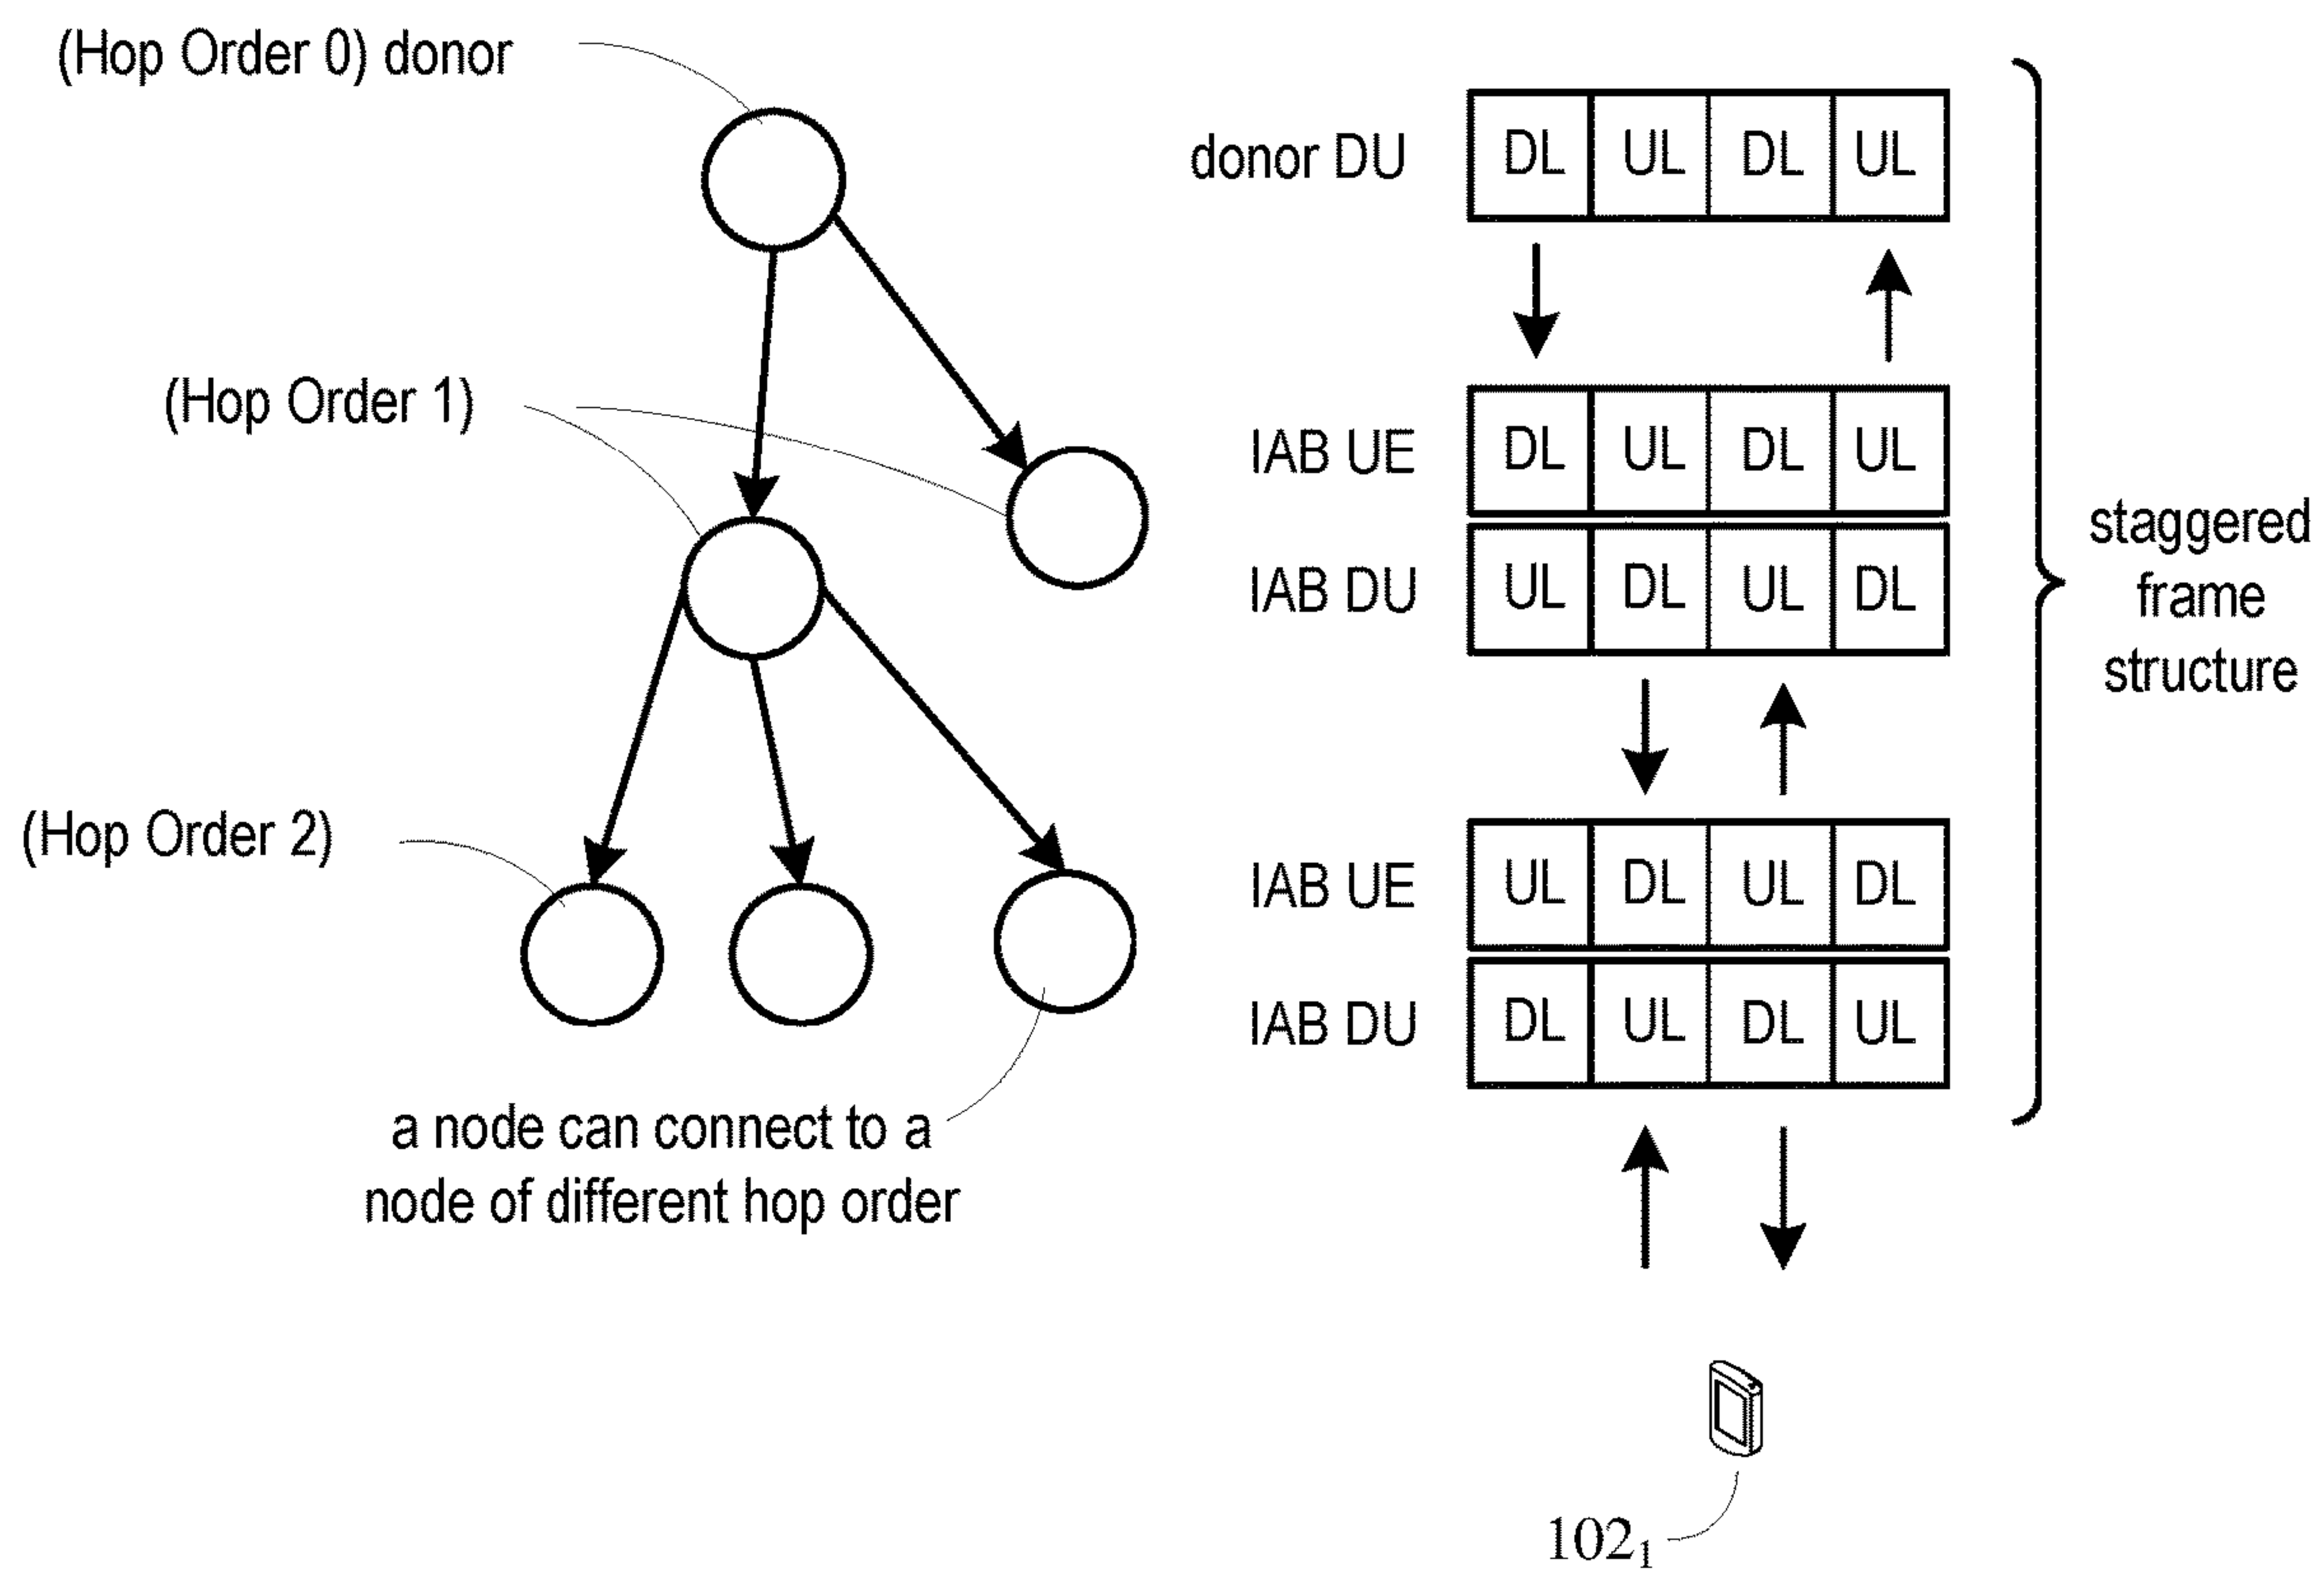 (Hop Order 0) donor
(Hop Order 1)
(Hop Order 2)
a node can connect to a
node of different hop order
donor DU DL UL DL UL
IAB UE DL UL DL UL
IAB DU UL DL UL DL
IAB UE UL DL UL DL
IAB DU DL UL DL UL
staggered
frame
structure
102₁